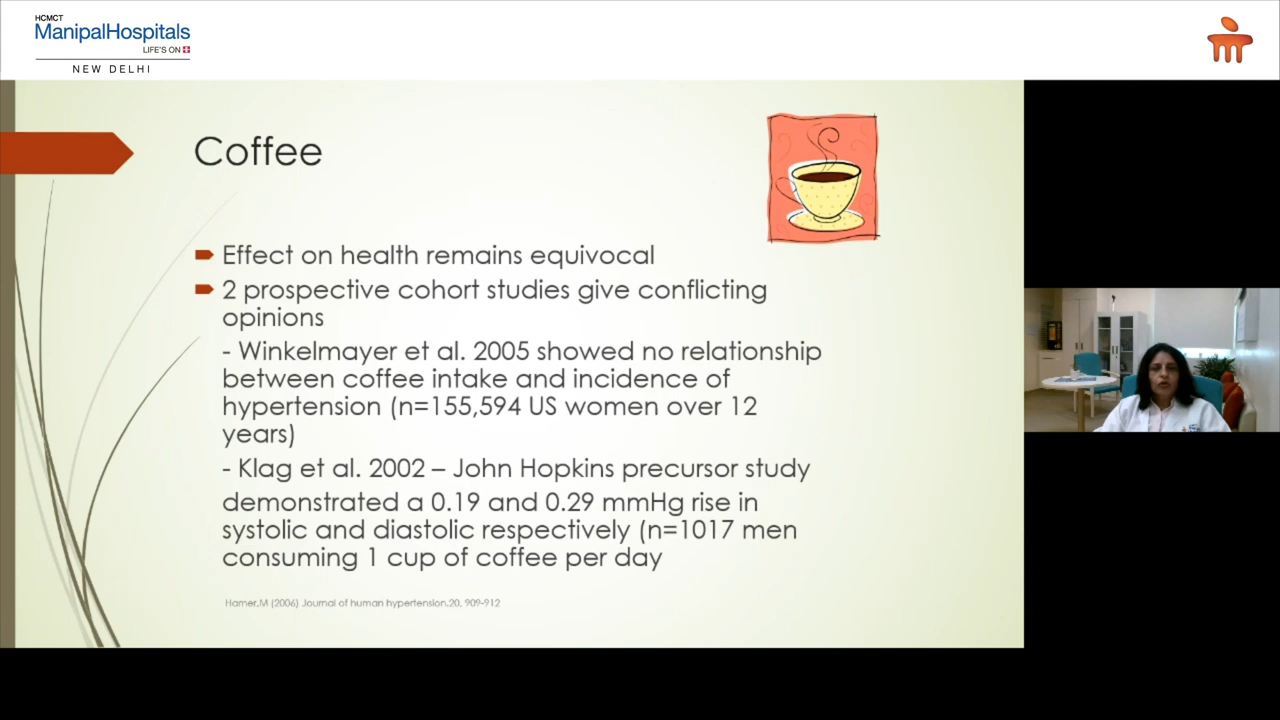 HCMCT
ManipalHospitals
LIFE'S ON
NEW DELHI
Coffee
Effect on health remains equivocal
2 prospective cohort studies give conflicting
opinions
- Winkelmayer et al. 2005 showed no relationship
between coffee intake and incidence of
hypertension (n=155,594 US women over 12
years)
- Klag et al. 2002 – John Hopkins precursor study
demonstrated a 0.19 and 0.29 mmHg rise in
systolic and diastolic respectively (n=1017 men
consuming 1 cup of coffee per day
Hamer,M (2006) Journal of human hypertension,20, 909-912